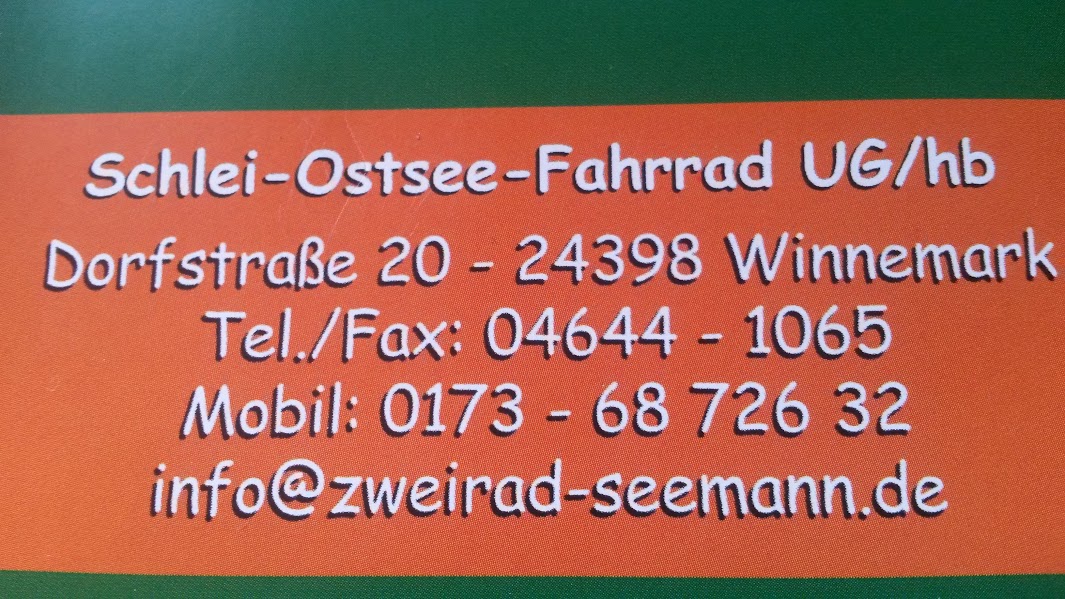 Schlei-Ostsee-Fahrrad UG/hb
Dorfstraße 20 - 24398 Winnemark
Tel./Fax: 04644 - 1065
Mobil: 0173 - 68 726 32
info@zweirad-seemann.de